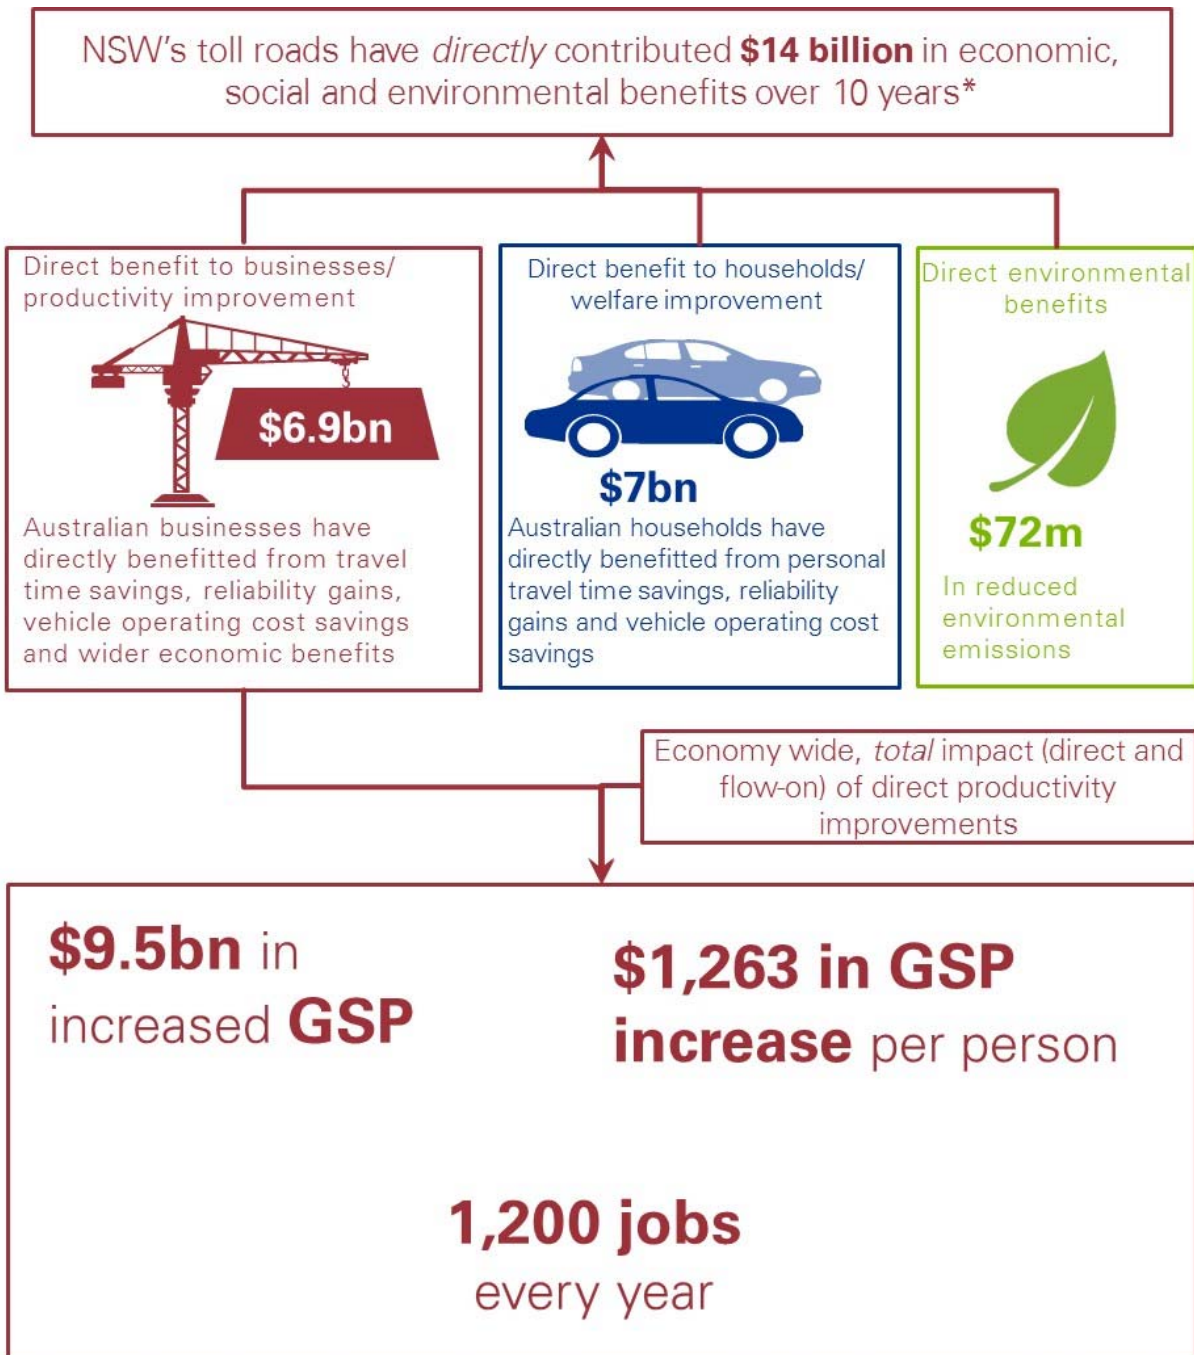 NSW's toll roads have directly contributed $14 billion in economic,
social and environmental benefits over 10 years*
Direct benefit to businesses/
productivity improvement
$6.9bn
Australian businesses have
directly benefitted from travel
time savings, reliability gains,
vehicle operating cost savings
and wider economic benefits
Direct benefit to households/
welfare improvement
$7bn
Australian households have
directly benefitted from personal
travel time savings, reliability
gains and vehicle operating cost
savings
Direct environmental
benefits
$72m
In reduced
environmental
emissions
Economy wide, total impact (direct and
flow-on) of direct productivity
improvements
$9.5bn in
increased GSP
$1,263 in GSP
increase per person
1,200 jobs
every year